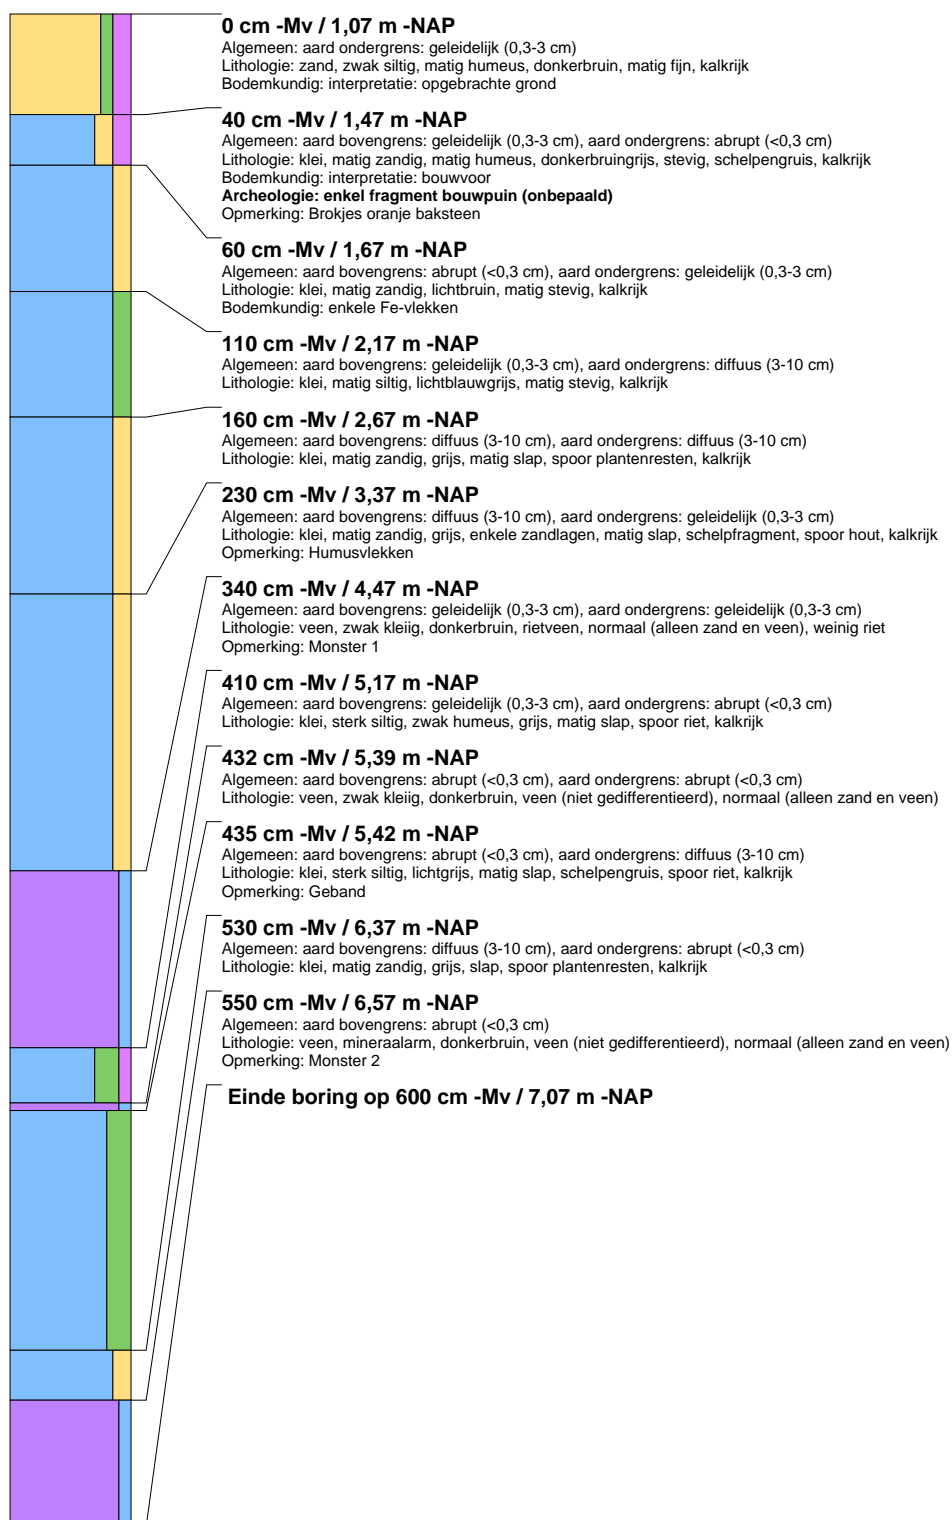 0 cm -Mv / 1,07 m -NAP
Algemeen: aard ondergrens: geleidelijk (0,3-3 cm)
Lithologie: zand, zwak siltig, matig humeus, donkerbruin, matig fijn, kalkrijk
Bodemkundig: interpretatie: opgebrachte grond
40 cm -Mv / 1,47 m -NAP
Algemeen: aard bovengrens: geleidelijk (0,3-3 cm), aard ondergrens: abrupt (<0,3 cm)
Lithologie: klei, matig zandig, matig humeus, donkerbruingrijs, stevig, schelpengruis, kalkrijk
Bodemkundig: interpretatie: bouwvoor
Archeologie: enkel fragment bouwpuin (onbepaald)
Opmerking: Brokjes oranje baksteen
60 cm -Mv / 1,67 m -NAP
Algemeen: aard bovengrens: abrupt (<0,3 cm), aard ondergrens: geleidelijk (0,3-3 cm)
Lithologie: klei, matig zandig, lichtbruin, matig stevig, kalkrijk
Bodemkundig: enkele Fe-vlekken
110 cm -Mv / 2,17 m -NAP
Algemeen: aard bovengrens: geleidelijk (0,3-3 cm), aard ondergrens: diffuus (3-10 cm)
Lithologie: klei, matig siltig, lichtblauwgrijs, matig stevig, kalkrijk
160 cm -Mv / 2,67 m -NAP
Algemeen: aard bovengrens: diffuus (3-10 cm), aard ondergrens: diffuus (3-10 cm)
Lithologie: klei, matig zandig, grijs, matig slap, spoor plantenresten, kalkrijk
230 cm -Mv / 3,37 m -NAP
Algemeen: aard bovengrens: diffuus (3-10 cm), aard ondergrens: geleidelijk (0,3-3 cm)
Lithologie: klei, matig zandig, grijs, enkele zandlagen, matig slap, schelpfragment, spoor hout, kalkrijk
Opmerking: Humusvlekken
340 cm -Mv / 4,47 m -NAP
Algemeen: aard bovengrens: geleidelijk (0,3-3 cm), aard ondergrens: geleidelijk (0,3-3 cm)
Lithologie: veen, zwak kleiig, donkerbruin, rietveen, normaal (alleen zand en veen), weinig riet
Opmerking: Monster 1
410 cm -Mv / 5,17 m -NAP
Algemeen: aard bovengrens: geleidelijk (0,3-3 cm), aard ondergrens: abrupt (<0,3 cm)
Lithologie: klei, sterk siltig, zwak humeus, grijs, matig slap, spoor riet, kalkrijk
432 cm -Mv / 5,39 m -NAP
Algemeen: aard bovengrens: abrupt (<0,3 cm), aard ondergrens: abrupt (<0,3 cm)
Lithologie: veen, zwak kleiig, donkerbruin, veen (niet gedifferentieerd), normaal (alleen zand en veen)
435 cm -Mv / 5,42 m -NAP
Algemeen: aard bovengrens: abrupt (<0,3 cm), aard ondergrens: diffuus (3-10 cm)
Lithologie: klei, sterk siltig, lichtgrijs, matig slap, schelpengruis, spoor riet, kalkrijk
Opmerking: Geband
530 cm -Mv / 6,37 m -NAP
Algemeen: aard bovengrens: diffuus (3-10 cm), aard ondergrens: abrupt (<0,3 cm)
Lithologie: klei, matig zandig, grijs, slap, spoor plantenresten, kalkrijk
550 cm -Mv / 6,57 m -NAP
Algemeen: aard bovengrens: abrupt (<0,3 cm)
Lithologie: veen, mineraalarm, donkerbruin, veen (niet gedifferentieerd), normaal (alleen zand en veen)
Opmerking: Monster 2
Einde boring op 600 cm -Mv / 7,07 m -NAP